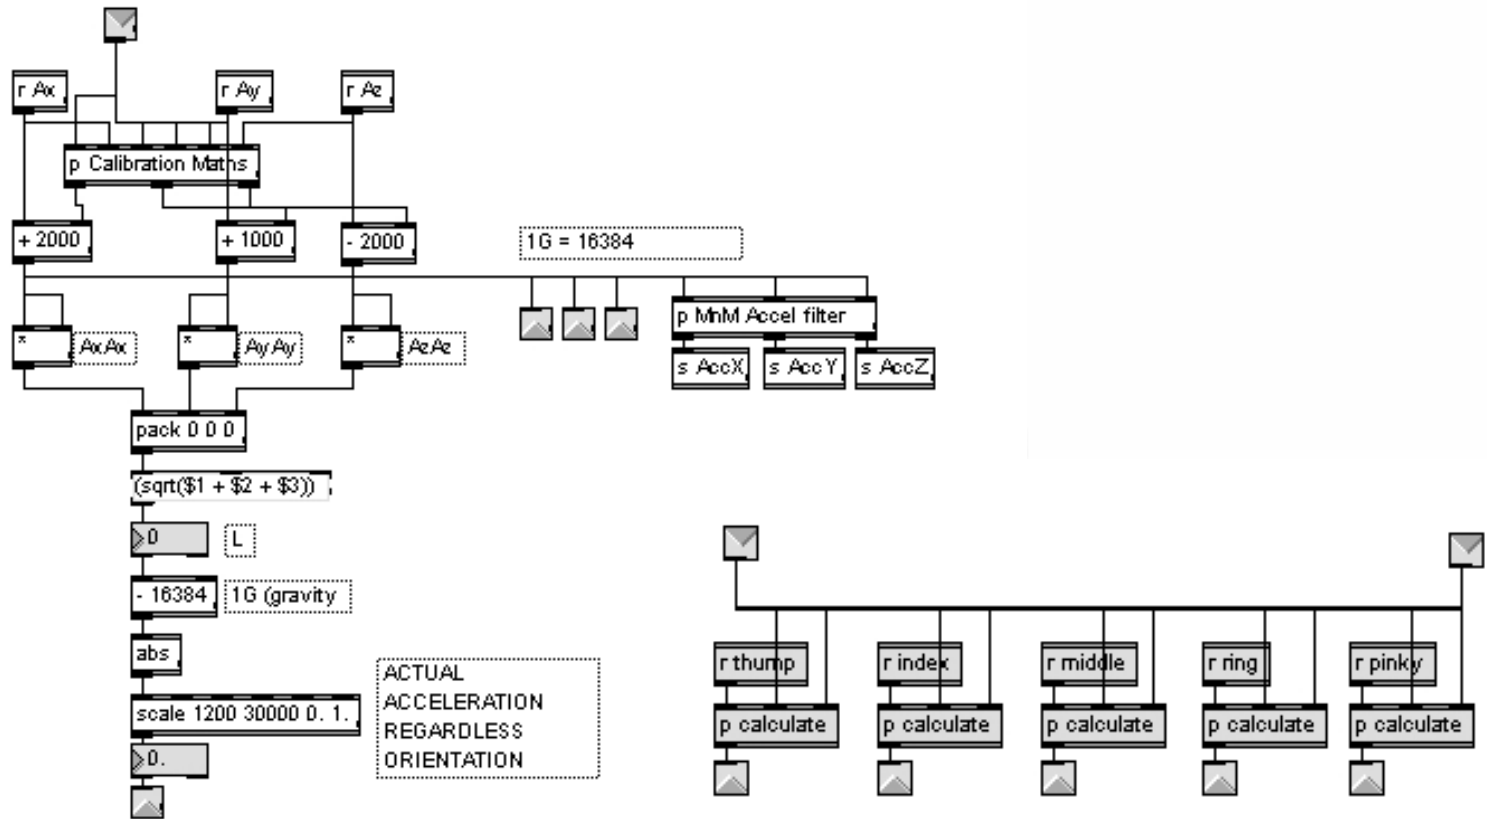 r Ax
r Ay
r Az
p Calibration Maths
+ 2000
+ 1000
- 2000
1G = 16384
p MnM Accel filter
*
AxAx
*
AyAy
*
AzAz
s AccX
s AccY
s AccZ
pack 0 0 0
(sqrt($1 + $2 + $3))
0
L
- 16384
1G (gravity
abs
scale 1200 30000 0. 1.
0.
ACTUAL
ACCELERATION
REGARDLESS
ORIENTATION
r thump
r index
r middle
r ring
r pinky
p calculate
p calculate
p calculate
p calculate
p calculate